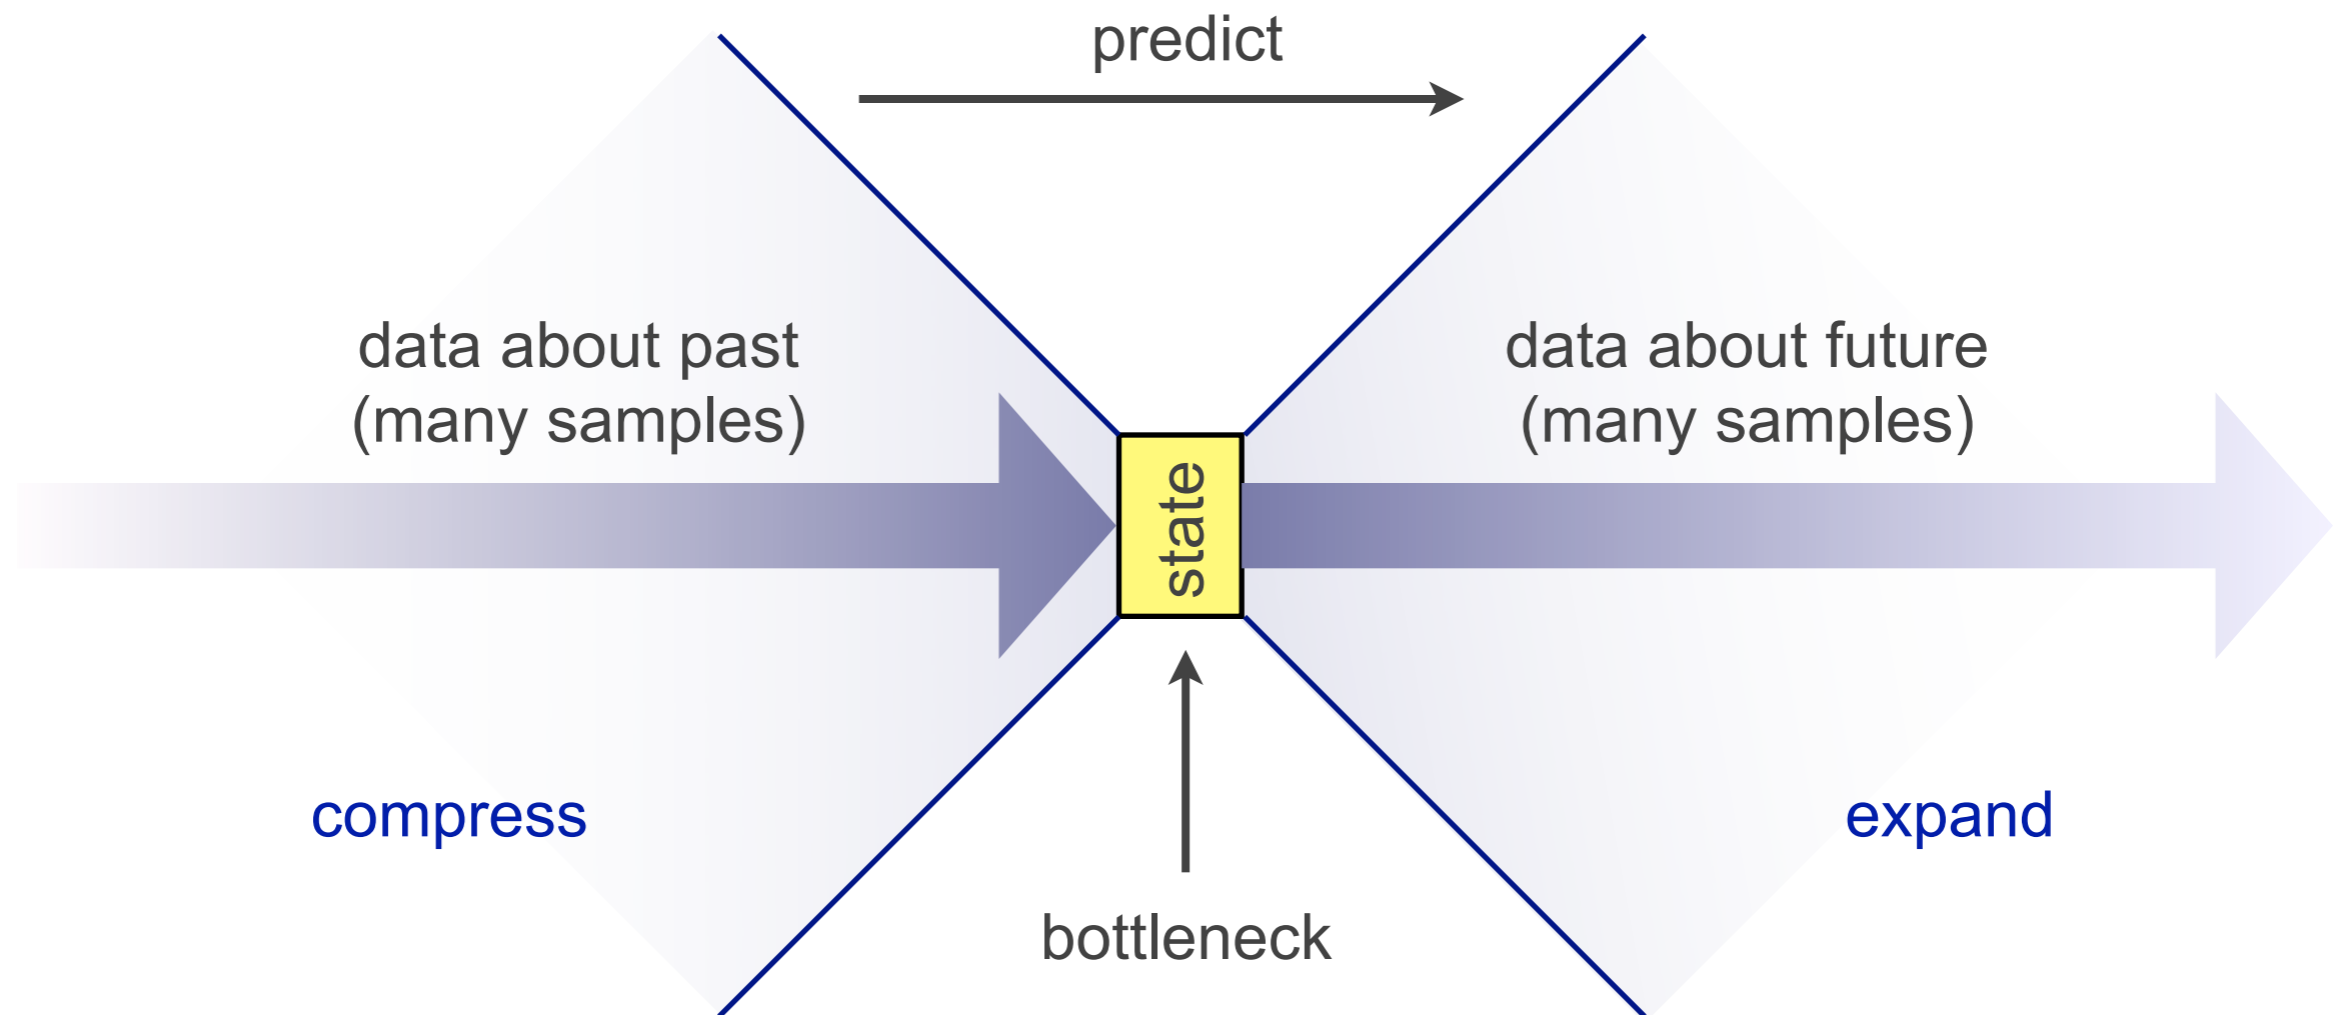 predict
data about past
(many samples)
state
data about future
(many samples)
compress
expand
bottleneck